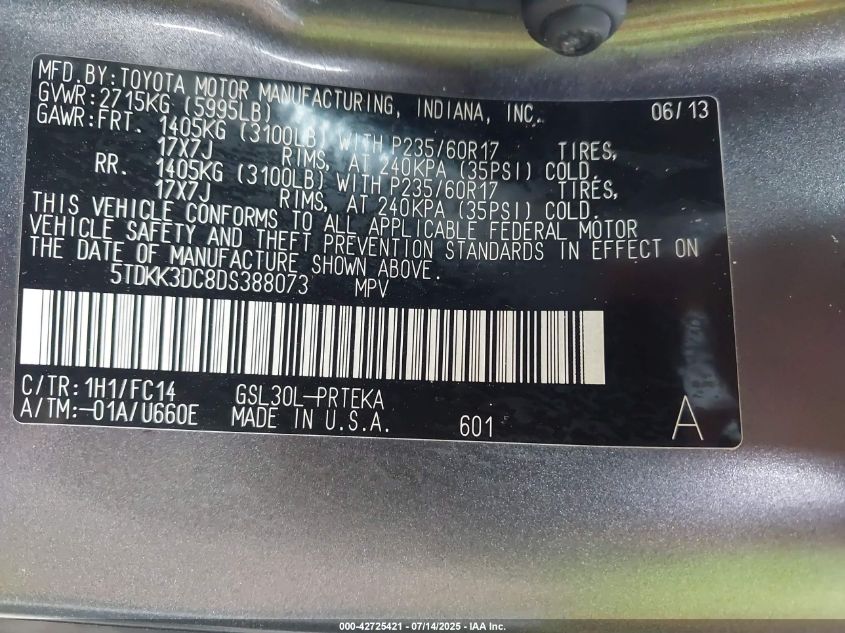 MFD.BY:TOYOTA MOTOR MANUFACTURING, INDIANA, INC. 06/13
GVWR:2715KG (5995LB)
GAWR:FRT. 1405KG (3100LB) WITH P235/60R17 TIRES,
17X7J RIMS, AT 240KPA (35PSI) COLD.
RR. 1405KG (3100LB) WITH P235/60R17 TIRES,
17X7J RIMS, AT 240KPA (35PSI) COLD.
THIS VEHICLE CONFORMS TO ALL APPLICABLE FEDERAL MOTOR
VEHICLE SAFETY AND THEFT PREVENTION STANDARDS IN EFFECT ON
THE DATE OF MANUFACTURE SHOWN ABOVE.
5TDKK3DC8DS388073 MPV
C/TR: 1H1/FC14 GSL30L-PRTEKA
A/TM:-01A/U660E MADE IN U.S.A. 601 A
000-42725421 - 07/14/2025 - IAA Inc.